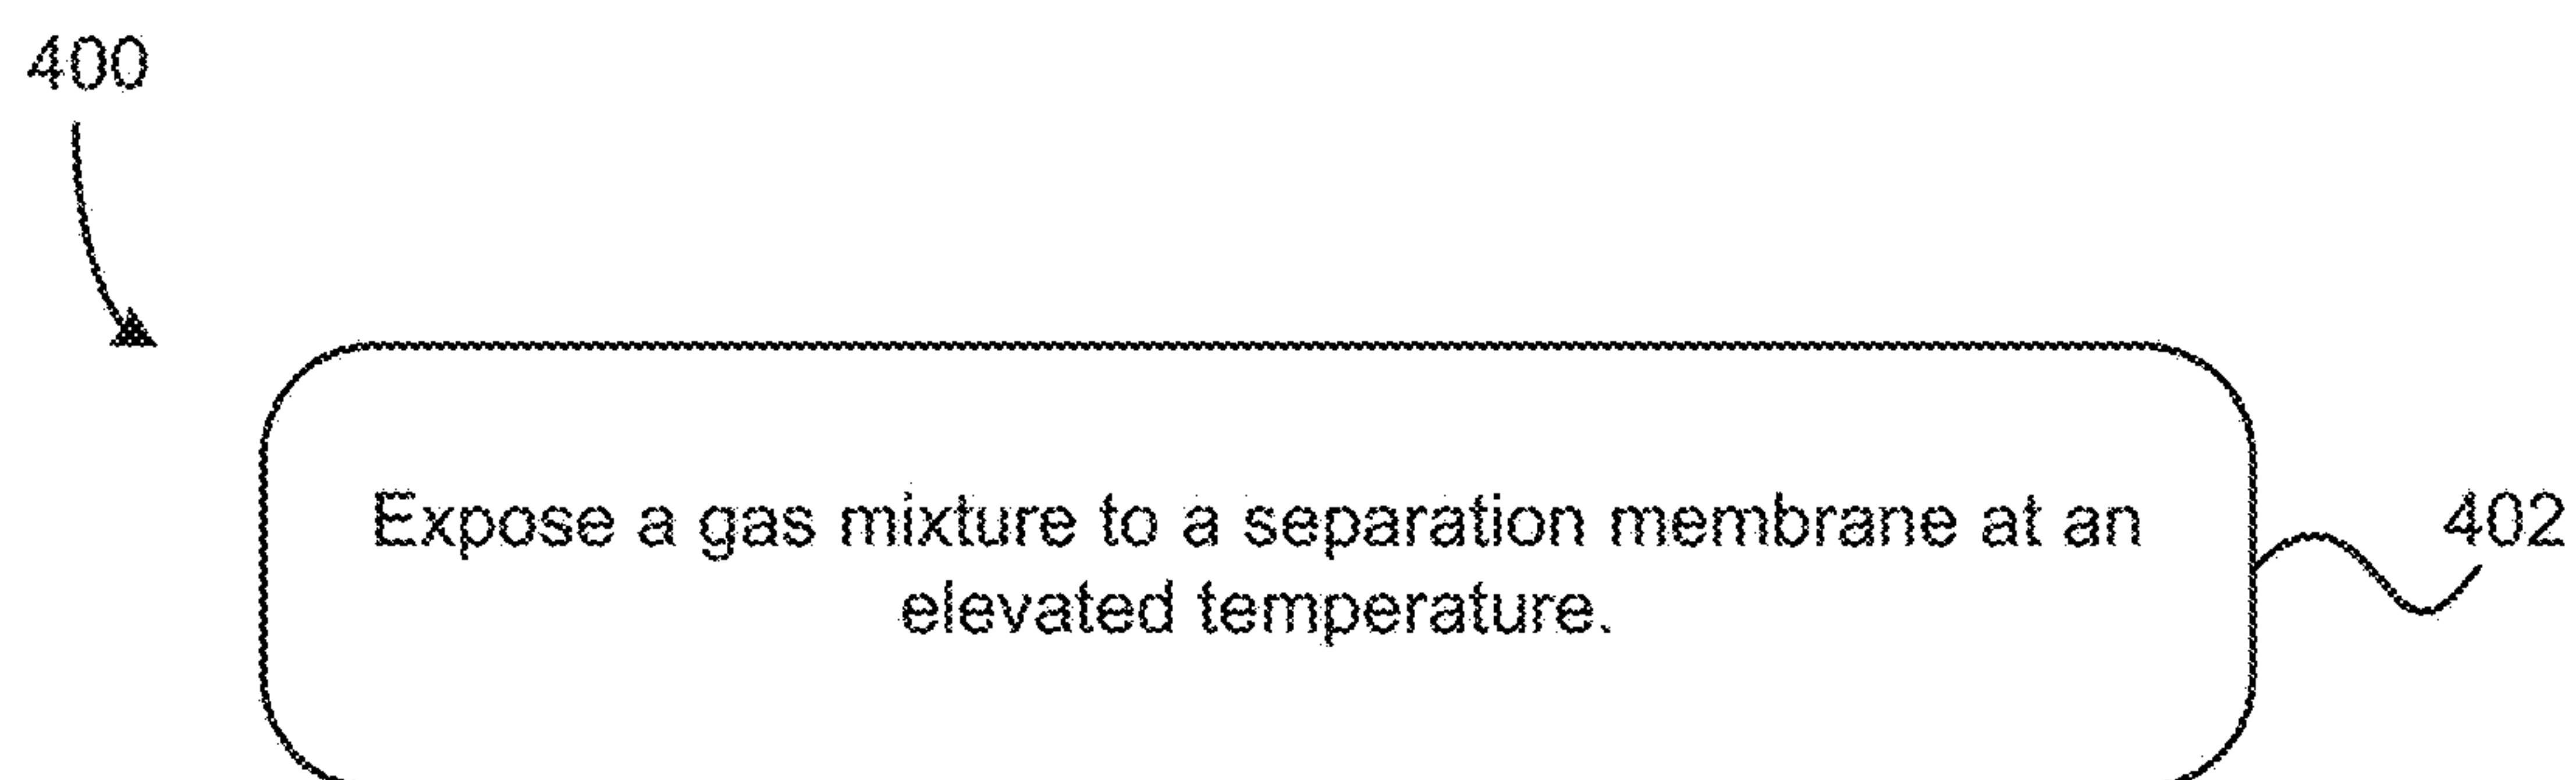 400
Expose a gas mixture to a separation membrane at an
402
elevated temperature.